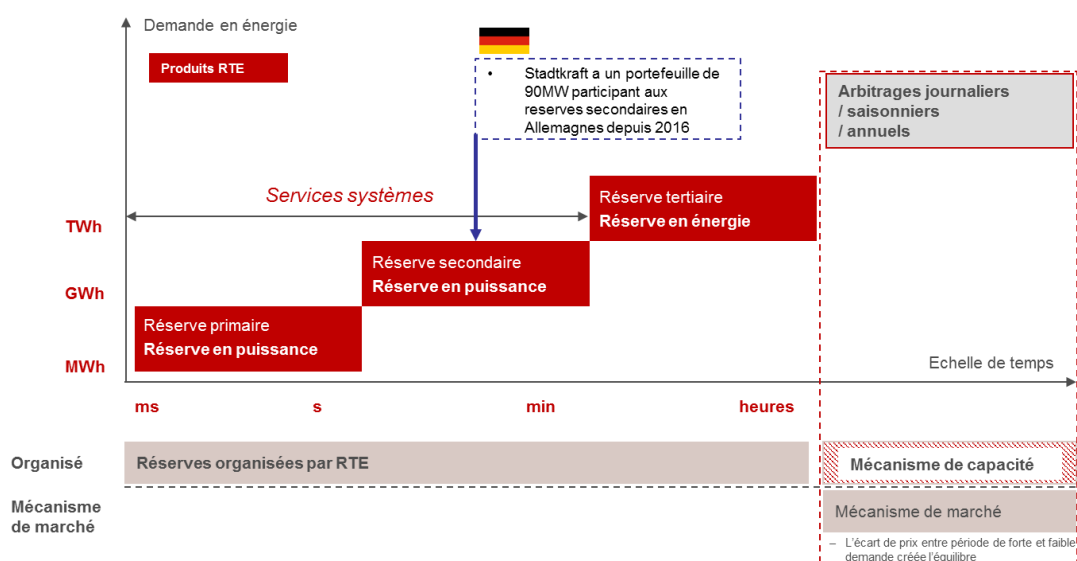 Demande en énergie
Produits RTE
• Stadtkraft a un portefeuille de
90MW participant aux
reserves secondaires en
Allemagnes depuis 2016
Arbitrages journaliers
/ saisonniers
/ annuels
Services systèmes
Réserve tertiaire
Réserve en énergie
TWh
Réserve secondaire
Réserve en puissance
GWh
Réserve primaire
Réserve en puissance
MWh
Echelle de temps
ms s min heures
Organisé
Réserves organisées par RTE
Mécanisme de capacité
Mécanisme
de marché
Mécanisme de marché
– L'écart de prix entre période de forte et faible
demande créée l'équilibre